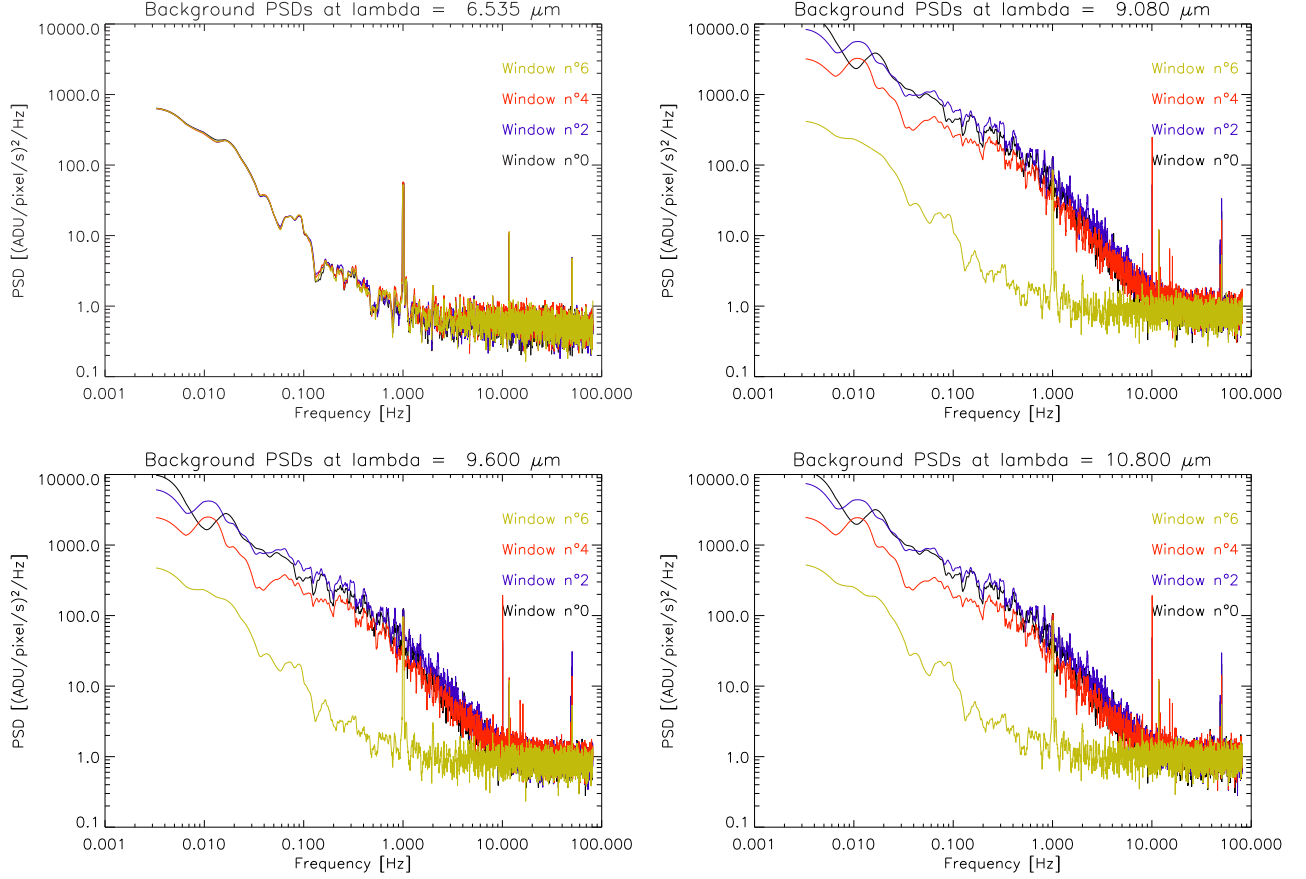 Background PSDs at lambda =   6.535 μm
PSD [(ADU/pixel/s)²/Hz]
10000.0
1000.0
100.0
10.0
1.0
0.1
Window n°6
Window n°4
Window n°2
Window n°0
0.001 0.010 0.100 1.000 10.000 100.000
Frequency [Hz]
Background PSDs at lambda =   9.080 μm
PSD [(ADU/pixel/s)²/Hz]
10000.0
1000.0
100.0
10.0
1.0
0.1
Window n°6
Window n°4
Window n°2
Window n°0
0.001 0.010 0.100 1.000 10.000 100.000
Frequency [Hz]
Background PSDs at lambda =   9.600 μm
PSD [(ADU/pixel/s)²/Hz]
10000.0
1000.0
100.0
10.0
1.0
0.1
Window n°6
Window n°4
Window n°2
Window n°0
0.001 0.010 0.100 1.000 10.000 100.000
Frequency [Hz]
Background PSDs at lambda =  10.800 μm
PSD [(ADU/pixel/s)²/Hz]
10000.0
1000.0
100.0
10.0
1.0
0.1
Window n°6
Window n°4
Window n°2
Window n°0
0.001 0.010 0.100 1.000 10.000 100.000
Frequency [Hz]